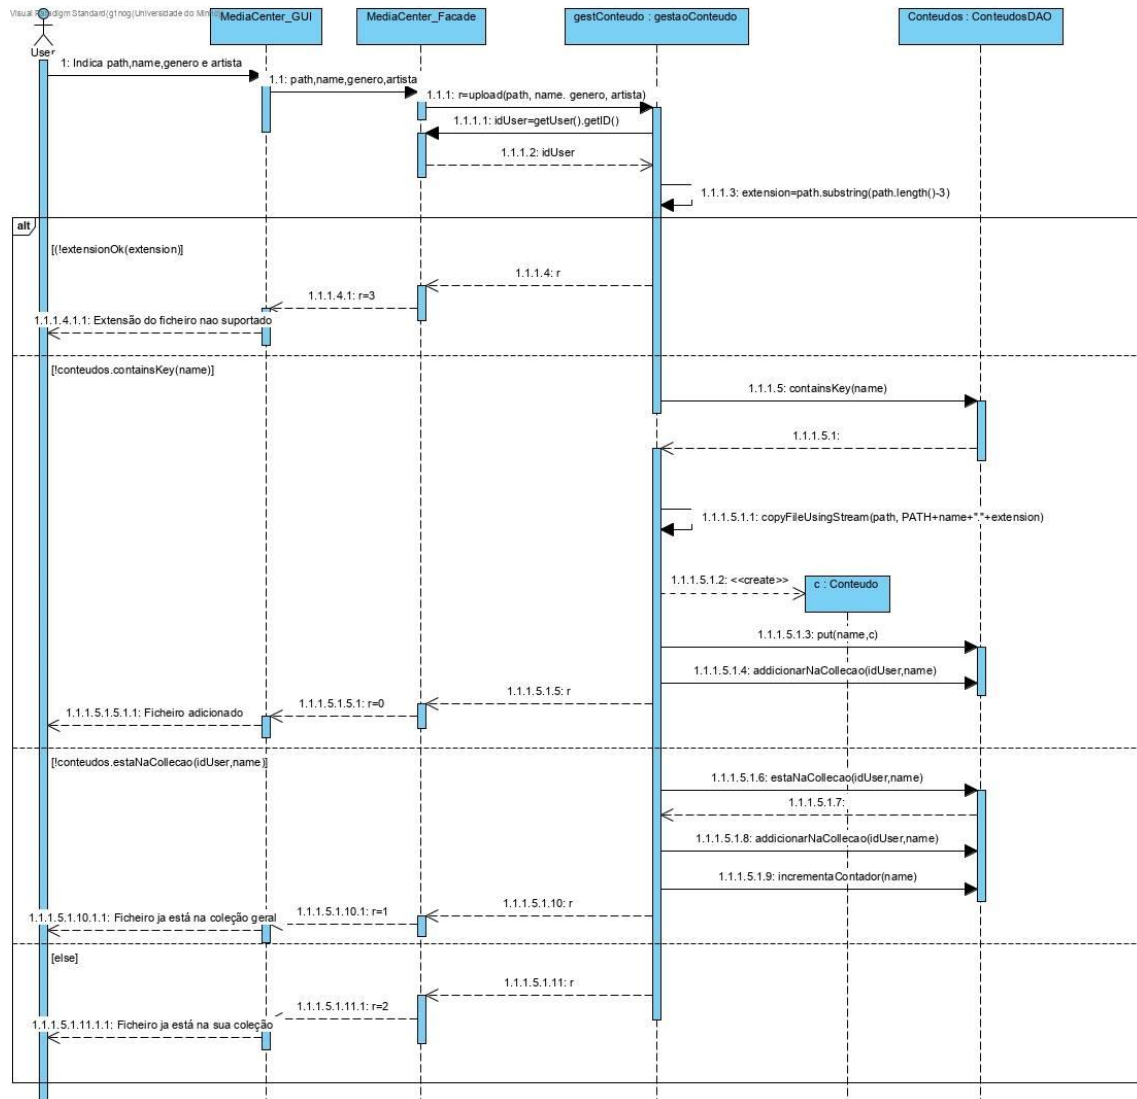 Visual Paradigm Standard(g1nog(Universidade do Minho
MediaCenter_GUI
MediaCenter_Facade
gestConteudo : gestaoConteudo
Conteudos : ConteudosDAO
User
1: Indica path,name,genero e artista
1.1: path,name,genero,artista
1.1.1: r=upload(path, name. genero, artista)
1.1.1.1: idUser=getUser().getID()
1.1.1.2: idUser
1.1.1.3: extension=path.substring(path.length()-3)
alt
[(!extensionOk(extension)]
1.1.1.4: r
1.1.1.4.1: r=3
1.1.1.4.1.1: Extensão do ficheiro nao suportado
[!conteudos.containsKey(name)]
1.1.1.5: containsKey(name)
1.1.1.5.1:
1.1.1.5.1.1: copyFileUsingStream(path, PATH+name+"."+extension)
1.1.1.5.1.2: <<create>>
c : Conteudo
1.1.1.5.1.3: put(name,c)
1.1.1.5.1.4: addicionarNaCollecao(idUser,name)
1.1.1.5.1.5: r
1.1.1.5.1.5.1: r=0
1.1.1.5.1.5.1.1: Ficheiro adicionado
[!conteudos.estaNaCollecao(idUser,name)]
1.1.1.5.1.6: estaNaCollecao(idUser,name)
1.1.1.5.1.7:
1.1.1.5.1.8: addicionarNaCollecao(idUser,name)
1.1.1.5.1.9: incrementaContador(name)
1.1.1.5.1.10: r
1.1.1.5.1.10.1: r=1
1.1.1.5.1.10.1.1: Ficheiro ja está na coleção geral
[else]
1.1.1.5.1.11: r
1.1.1.5.1.11.1: r=2
1.1.1.5.1.11.1.1: Ficheiro ja está na sua coleção